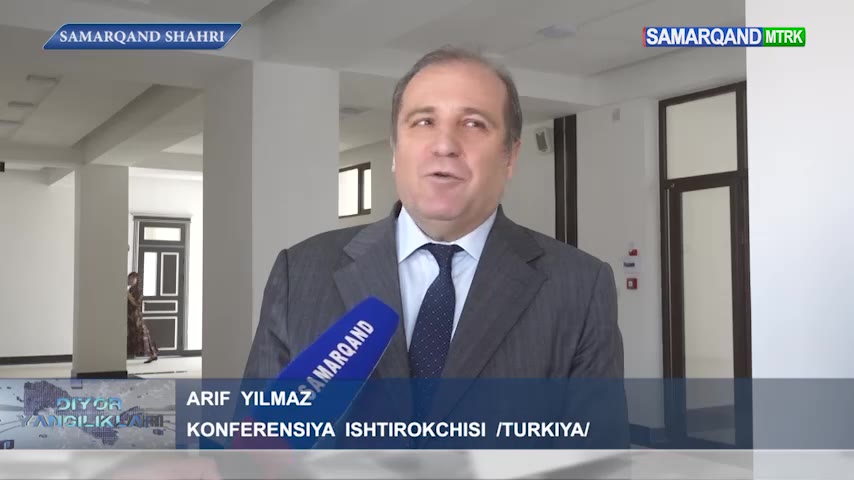 SAMARQAND SHAHRI
SAMARQAND MTRK
SAMARQAND
DIYOR
YANGILIKLARI
ARIF YILMAZ
KONFERENSIYA ISHTIROKCHISI /TURKIYA/